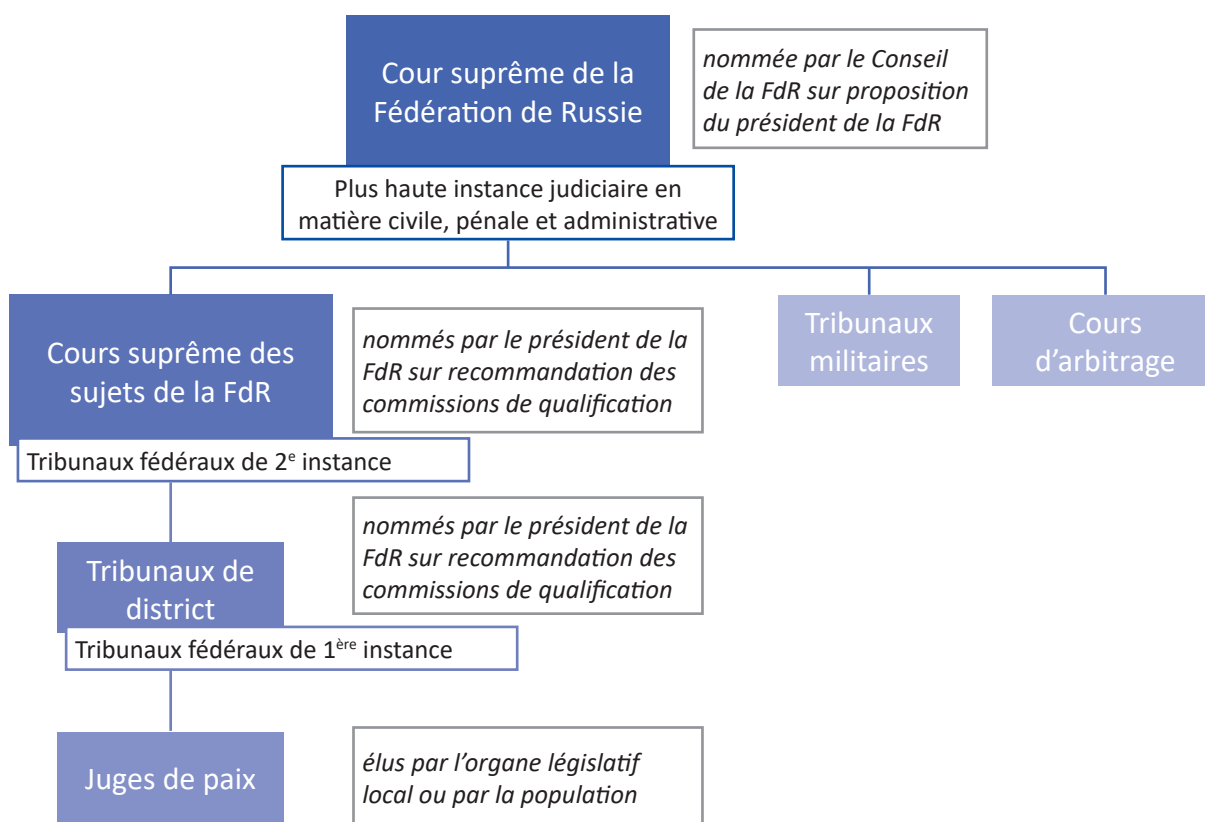 Cour suprême de la
Fédération de Russie
nommée par le Conseil
de la FdR sur proposition
du président de la FdR
Plus haute instance judiciaire en
matière civile, pénale et administrative
Cours suprême des
sujets de la FdR
nommés par le président de la
FdR sur recommandation des
commissions de qualification
Tribunaux
militaires
Cours
d’arbitrage
Tribunaux fédéraux de 2e instance
Tribunaux de
district
nommés par le président de la
FdR sur recommandation des
commissions de qualification
Tribunaux fédéraux de 1ère instance
Juges de paix
élus par l’organe législatif
local ou par la population